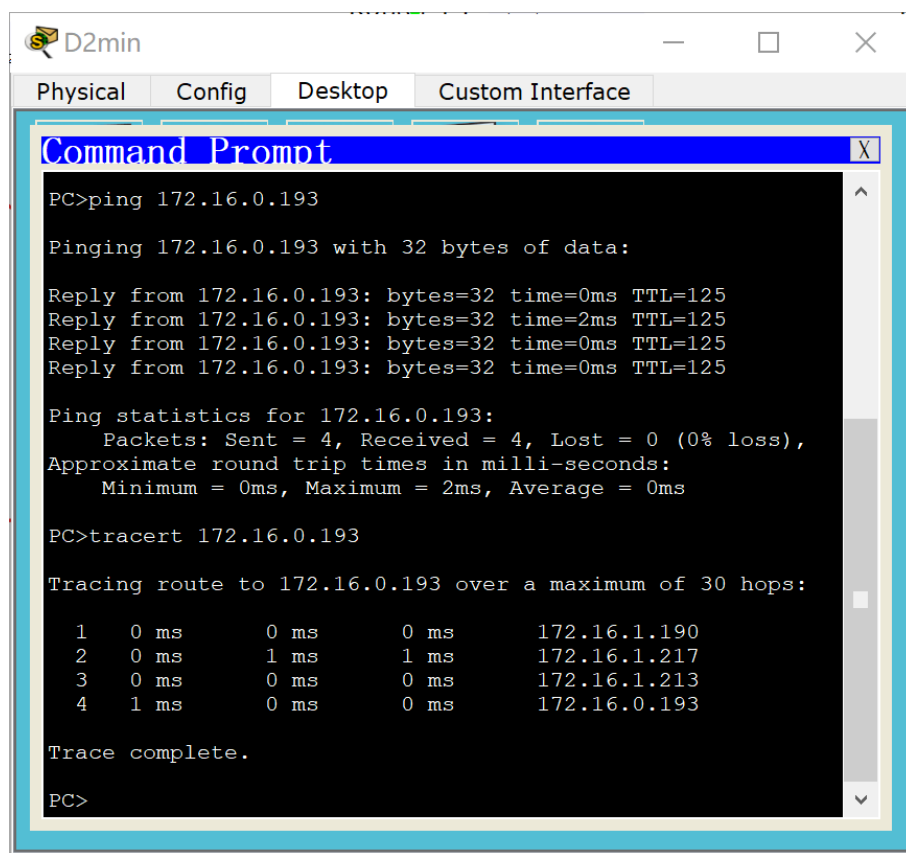 D2min
Physical Config Desktop Custom Interface
Command Prompt X
PC>ping 172.16.0.193
Pinging 172.16.0.193 with 32 bytes of data:
Reply from 172.16.0.193: bytes=32 time=0ms TTL=125
Reply from 172.16.0.193: bytes=32 time=2ms TTL=125
Reply from 172.16.0.193: bytes=32 time=0ms TTL=125
Reply from 172.16.0.193: bytes=32 time=0ms TTL=125
Ping statistics for 172.16.0.193:
Packets: Sent = 4, Received = 4, Lost = 0 (0% loss),
Approximate round trip times in milli-seconds:
Minimum = 0ms, Maximum = 2ms, Average = 0ms
PC>tracert 172.16.0.193
Tracing route to 172.16.0.193 over a maximum of 30 hops:
1 0 ms 0 ms 0 ms 172.16.1.190
2 0 ms 1 ms 1 ms 172.16.1.217
3 0 ms 0 ms 0 ms 172.16.1.213
4 1 ms 0 ms 0 ms 172.16.0.193
Trace complete.
PC>